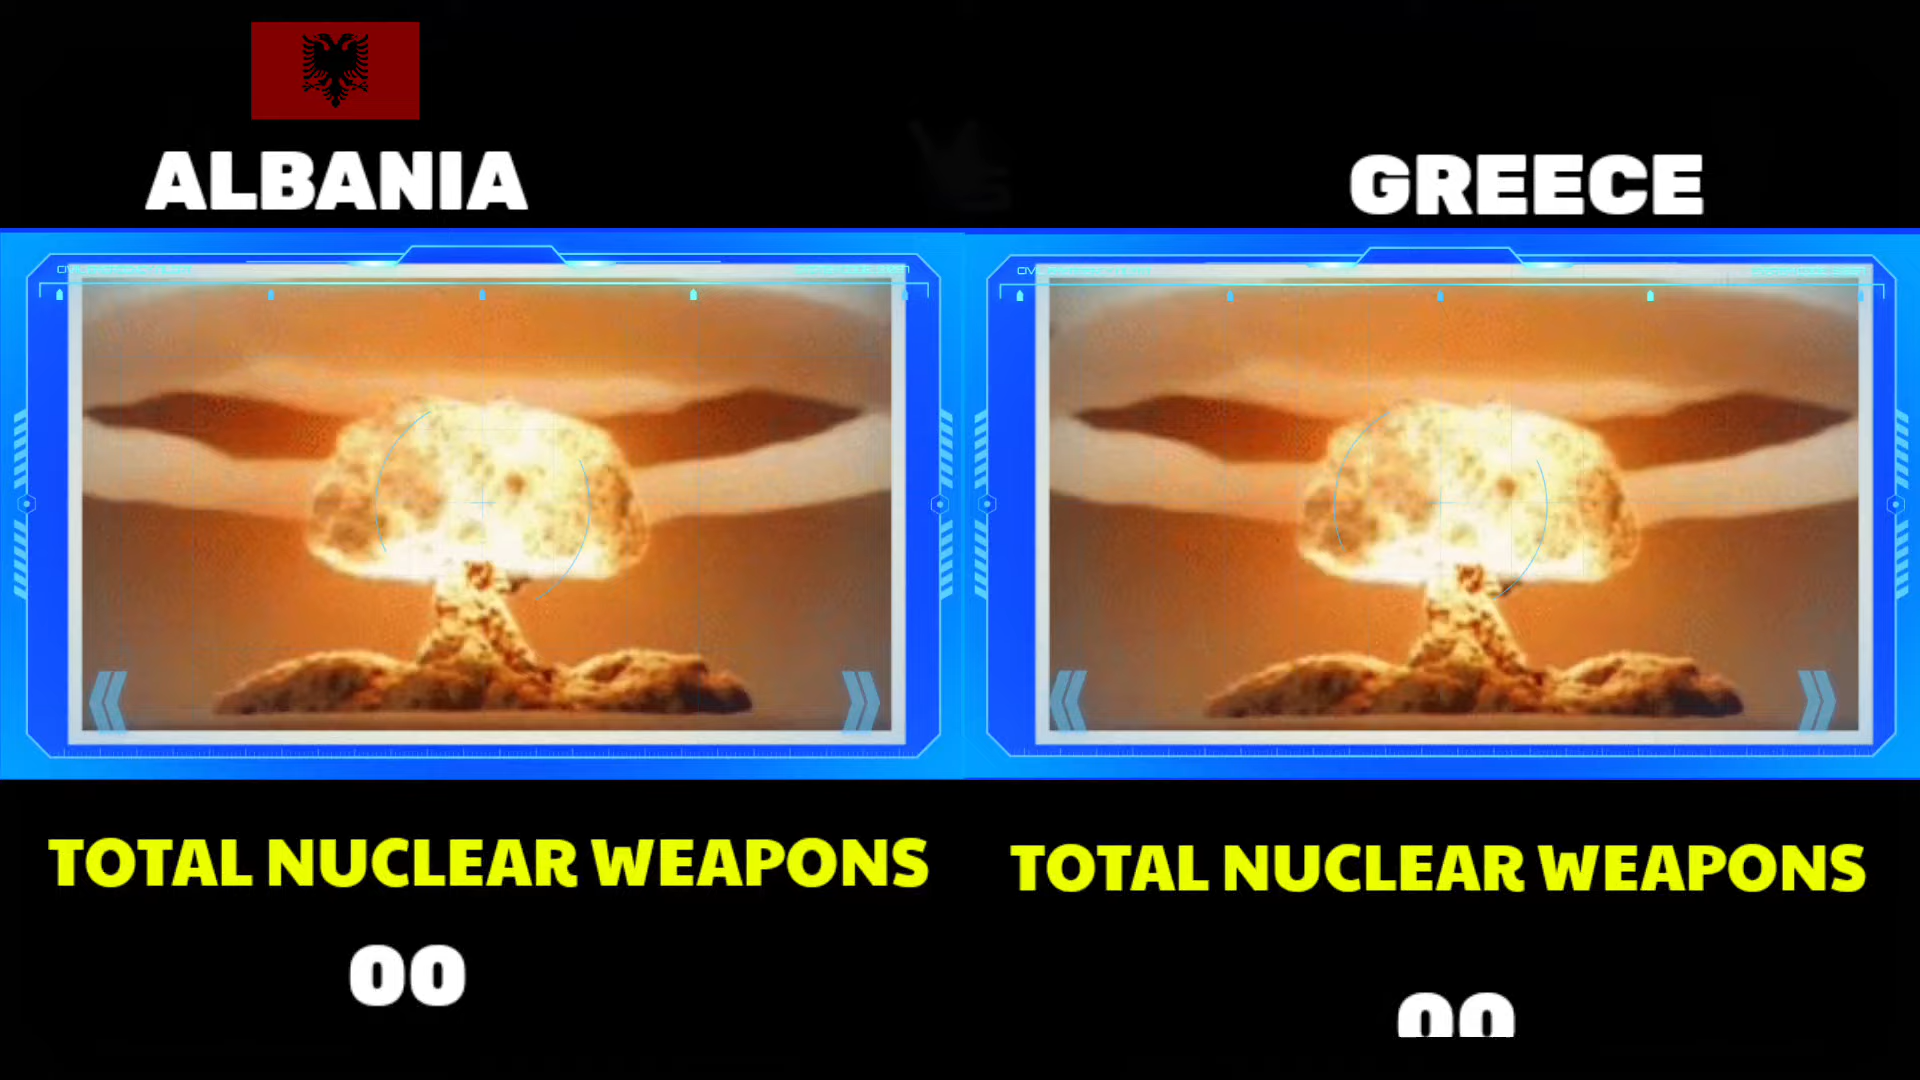 ALBANIA
GREECE
TOTAL NUCLEAR WEAPONS
TOTAL NUCLEAR WEAPONS
00
00